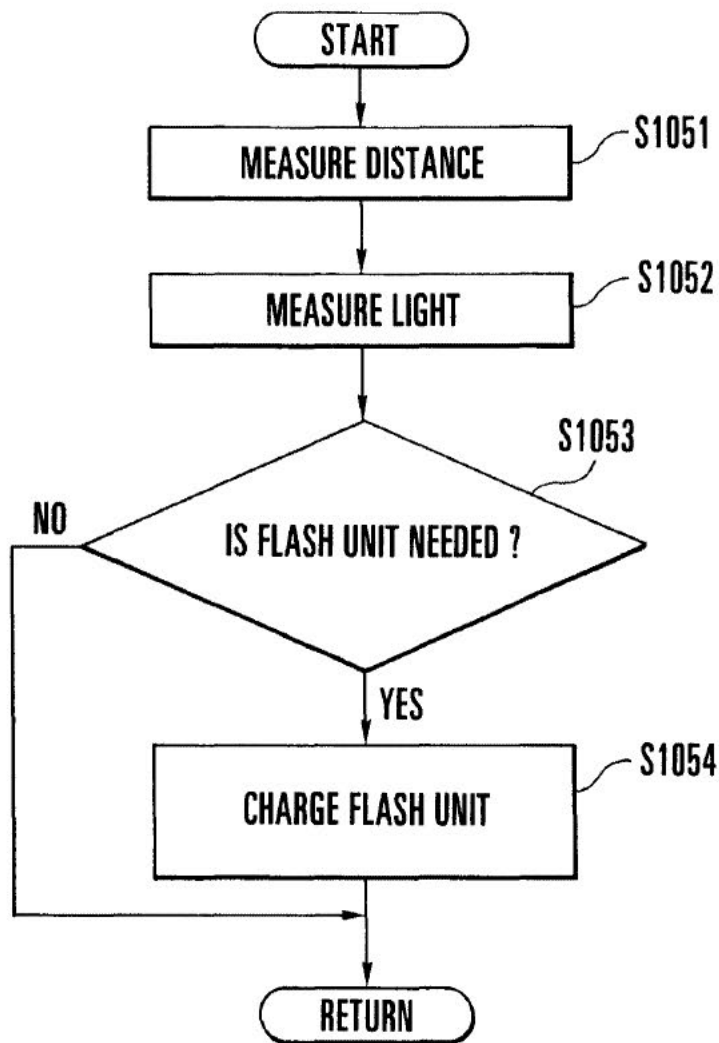 START
MEASURE DISTANCE
S1051
MEASURE LIGHT
S1052
S1053
NO
IS FLASH UNIT NEEDED ?
YES
CHARGE FLASH UNIT
S1054
RETURN